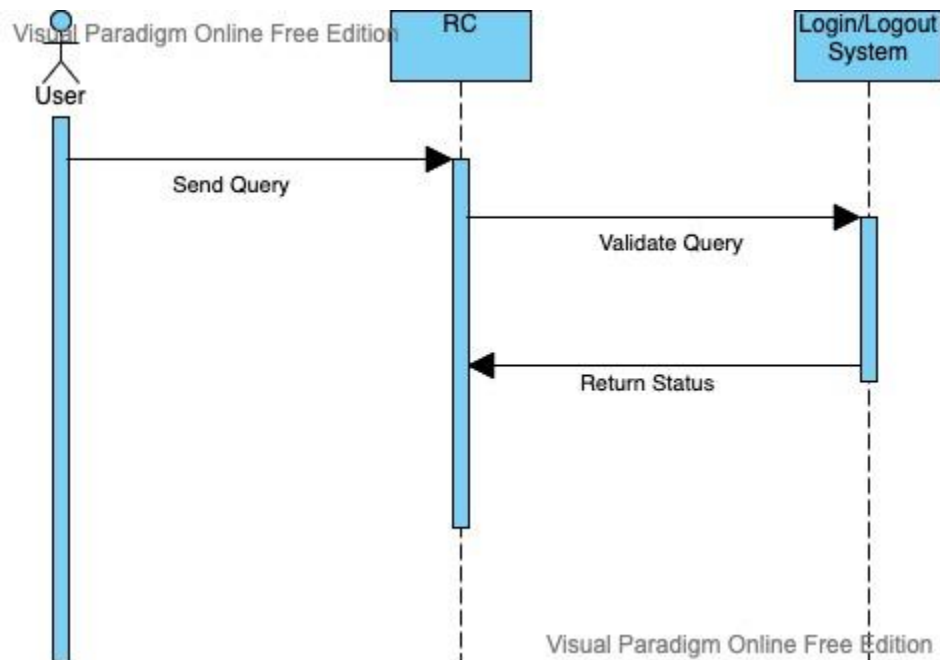 Visual Paradigm Online Free Edition
RC
Login/Logout
System
User
Send Query
Validate Query
Return Status
Visual Paradigm Online Free Edition